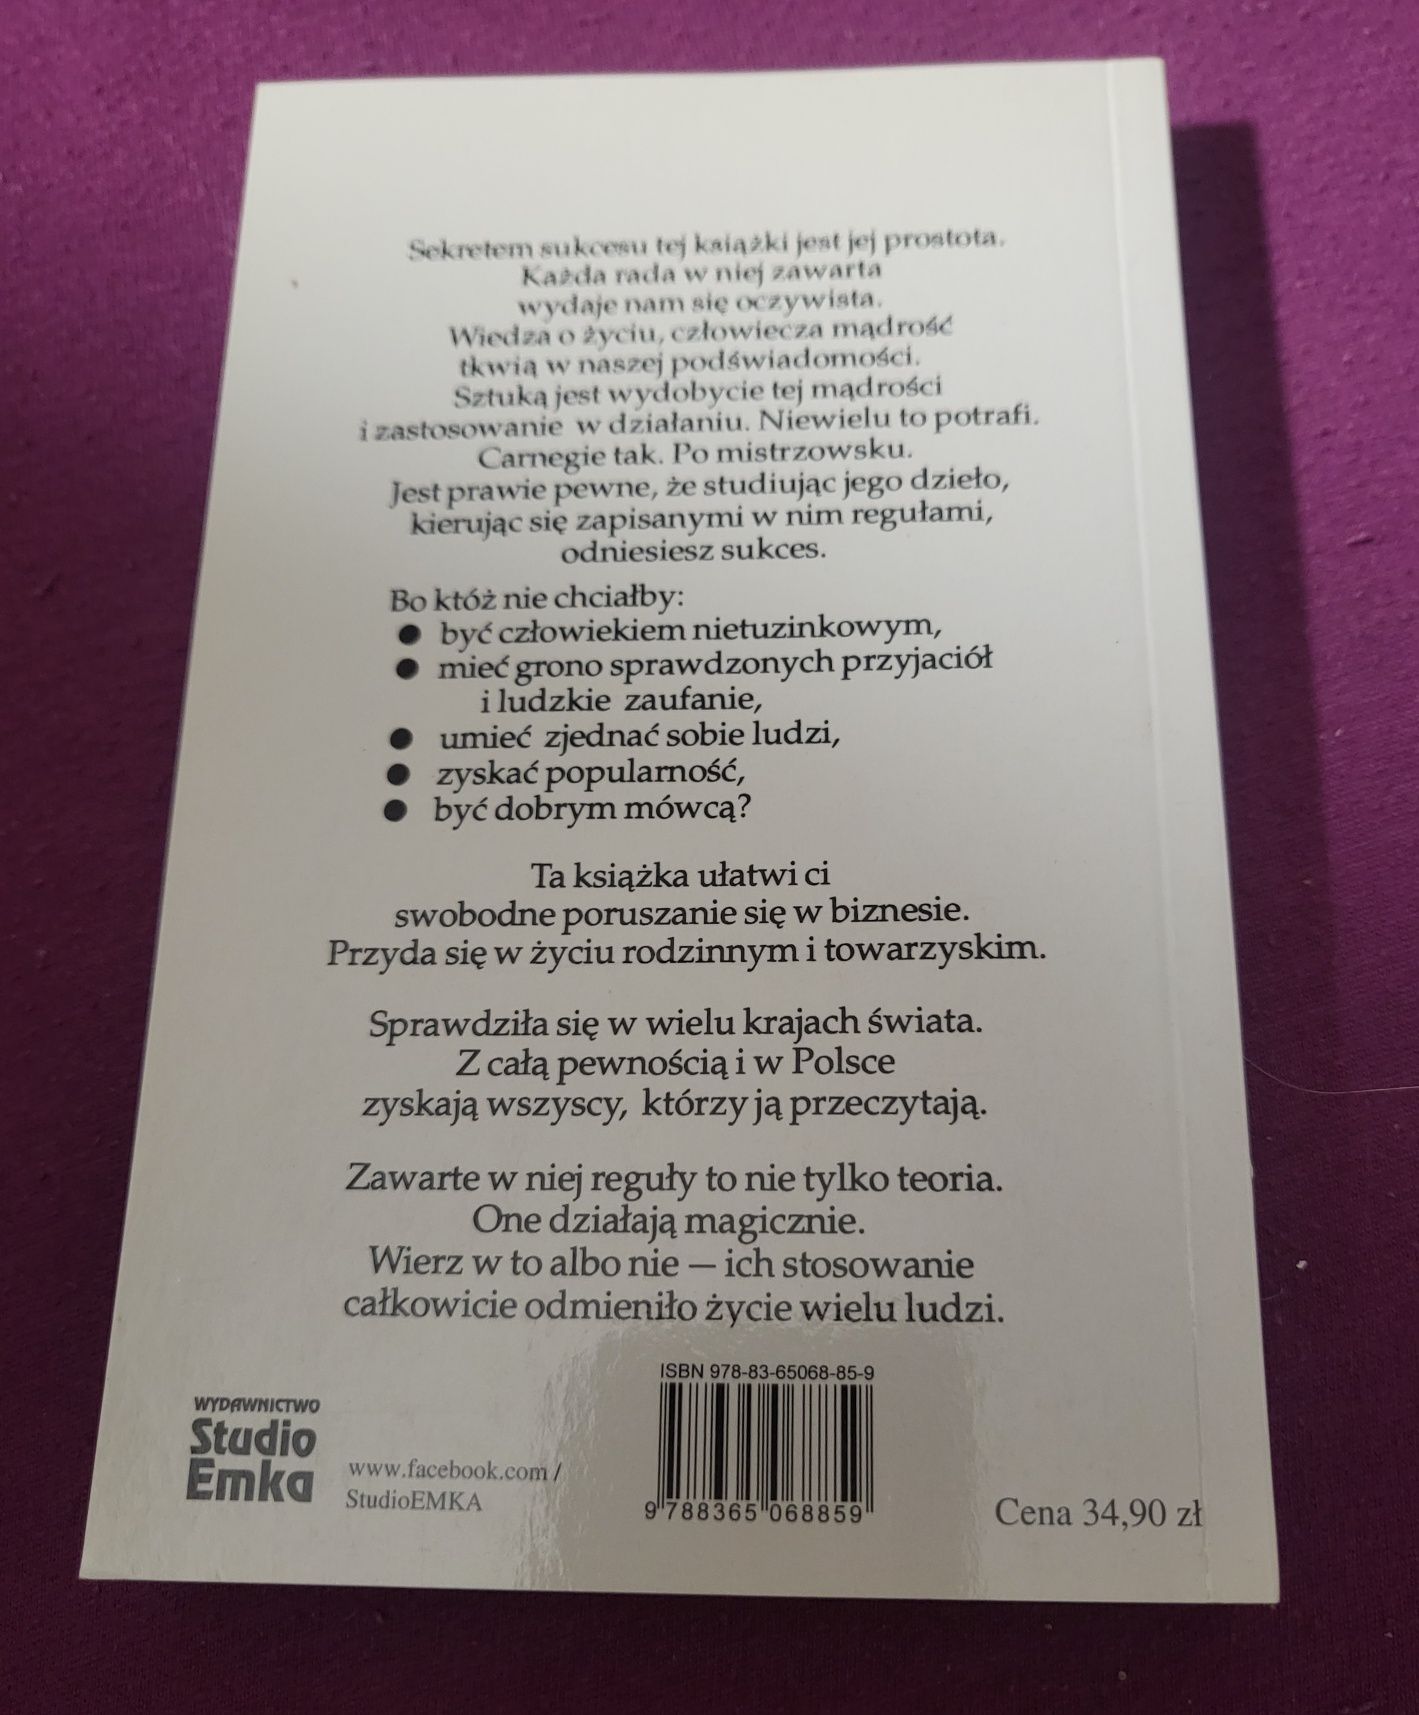 Sekretem sukcesu tej książki jest jej prostota.
Każda rada w niej zawarta
wydaje nam się oczywista.
Wiedza o życiu, człowiecza mądrość
tkwią w naszej podświadomości.
Sztuką jest wydobycie tej mądrości
i zastosowanie w działaniu. Niewielu to potrafi.
Carnegie tak. Po mistrzowsku.
Jest prawie pewne, że studiując jego dzieło,
kierując się zapisanymi w nim regułami,
odniesiesz sukces.
Bo któż nie chciałby:
● być człowiekiem nietuzinkowym,
● mieć grono sprawdzonych przyjaciół
i ludzkie zaufanie,
● umieć zjednać sobie ludzi,
● zyskać popularność,
● być dobrym mówcą?
Ta książka ułatwi ci
swobodne poruszanie się w biznesie.
Przyda się w życiu rodzinnym i towarzyskim.
Sprawdziła się w wielu krajach świata.
Z całą pewnością i w Polsce
zyskają wszyscy, którzy ją przeczytają.
Zawarte w niej reguły to nie tylko teoria.
One działają magicznie.
Wierz w to albo nie — ich stosowanie
całkowicie odmieniło życie wielu ludzi.
WYDAWNICTWO
Studio
Emka
www.facebook.com/
StudioEMKA
ISBN 978-83-65068-85-9
9 788365 068859
Cena 34,90 zł